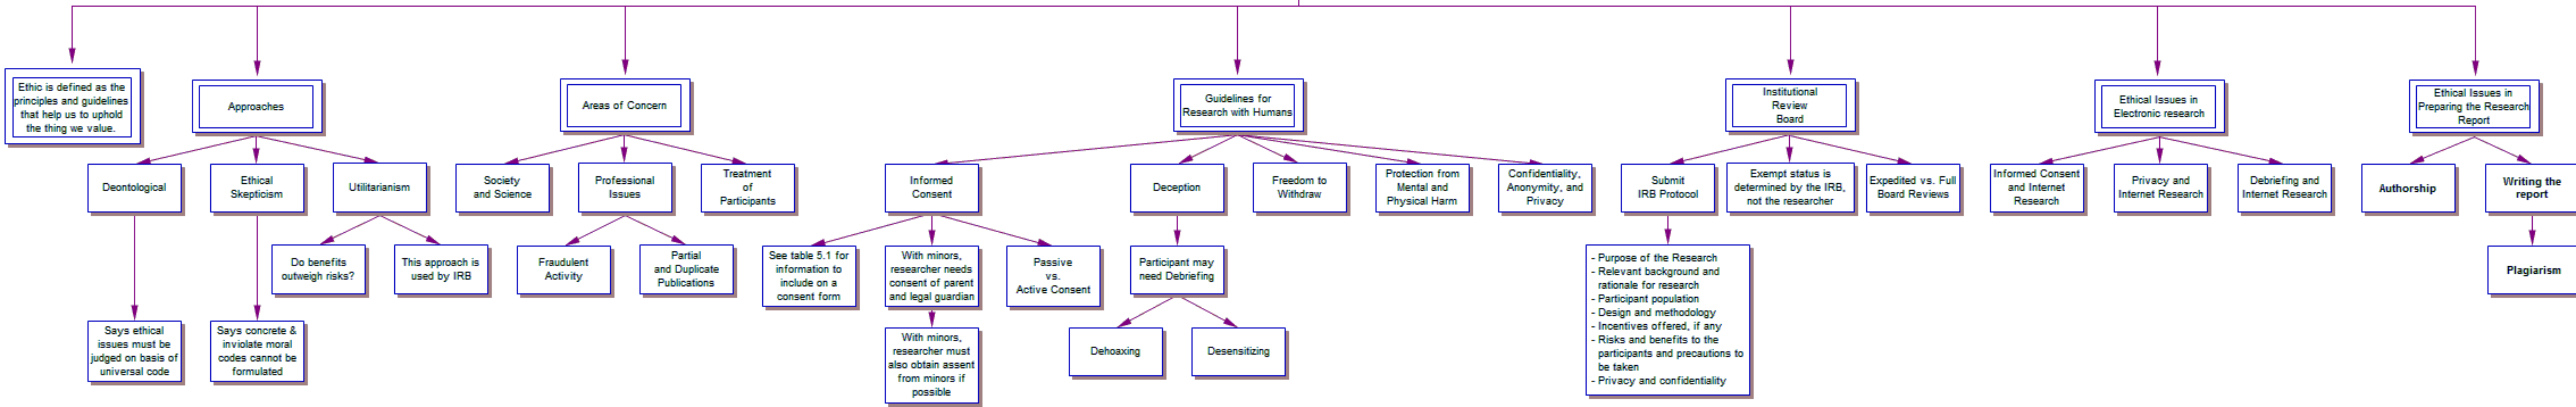 Ethic is defined as the
principles and guidelines
that help us to uphold
the thing we value.
Approaches
Areas of Concern
Guidelines for
Research with Humans
Institutional
Review
Board
Ethical Issues in
Electronic research
Ethical Issues in
Preparing the Research
Report
Deontological
Ethical
Skepticism
Utilitarianism
Society
and Science
Professional
Issues
Treatment
of
Participants
Informed
Consent
Deception
Freedom to
Withdraw
Protection from
Mental and
Physical Harm
Confidentiality,
Anonymity, and
Privacy
Submit
IRB Protocol
Exempt status is
determined by the IRB,
not the researcher
Expedited vs. Full
Board Reviews
Informed Consent
and Internet
Research
Privacy and
Internet Research
Debriefing and
Internet Research
Authorship
Writing the
report
Do benefits
outweigh risks?
This approach is
used by IRB
Fraudulent
Activity
Partial
and Duplicate
Publications
See table 5.1 for
information to
include on a
consent form
With minors,
researcher needs
consent of parent
and legal guardian
Passive
vs.
Active Consent
Participant may
need Debriefing
- Purpose of the Research
- Relevant background and
rationale for research
- Participant population
- Design and methodology
- Incentives offered, if any
- Risks and benefits to the
participants and precautions to
be taken
- Privacy and confidentiality
Plagiarism
Says ethical
issues must be
judged on basis of
universal code
Says concrete &
inviolate moral
codes cannot be
formulated
With minors,
researcher must
also obtain assent
from minors if
possible
Dehoaxing
Desensitizing